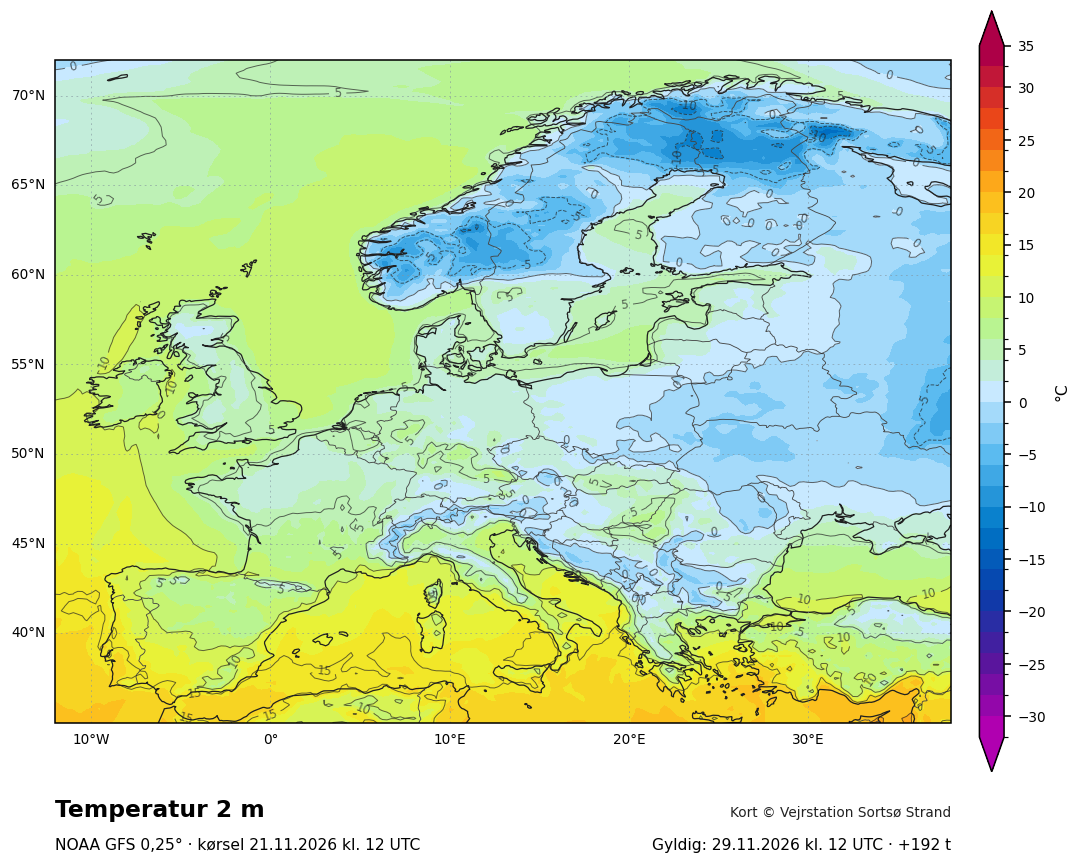 70°N
65°N
60°N
55°N
50°N
45°N
40°N
10°W
0°
10°E
20°E
30°E
35
30
25
20
15
10
5
0
−5
−10
−15
−20
−25
−30
°C
Temperatur 2 m
Kort © Vejrstation Sortsø Strand
NOAA GFS 0,25° · kørsel 21.11.2026 kl. 12 UTC
Gyldig: 29.11.2026 kl. 12 UTC · +192 t